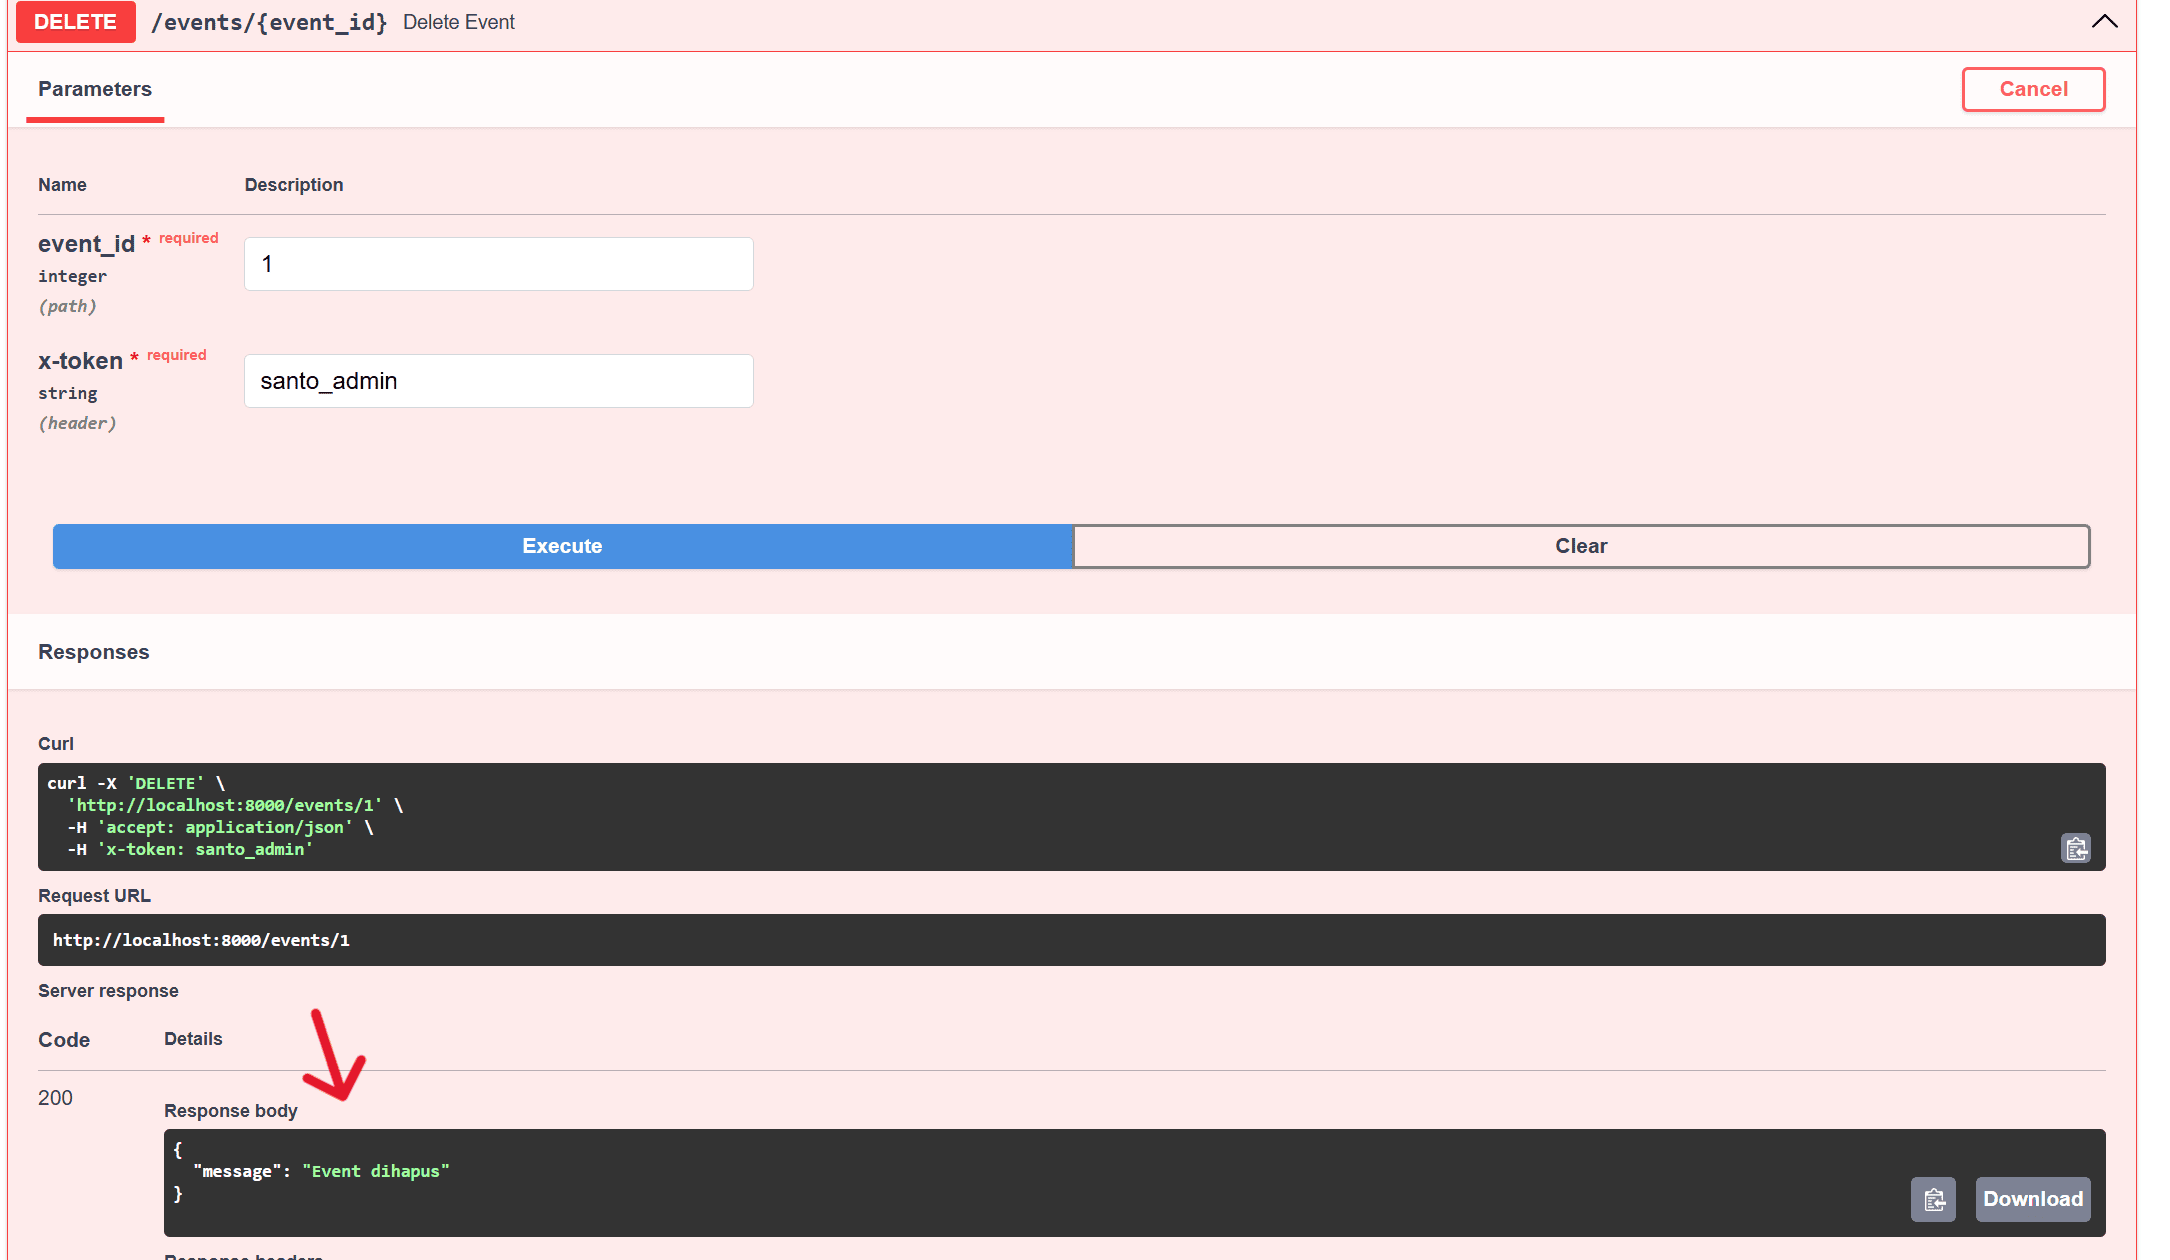 DELETE /events/{event_id} Delete Event
Parameters
Cancel
Name Description
event_id * required
integer
(path)
1
x-token * required
string
(header)
santo_admin
Execute
Clear
Responses
Curl
curl -X 'DELETE' \
'http://localhost:8000/events/1' \
-H 'accept: application/json' \
-H 'x-token: santo_admin'
Request URL
http://localhost:8000/events/1
Server response
Code Details
200
Response body
{
"message": "Event dihapus"
}
Download
Response headers